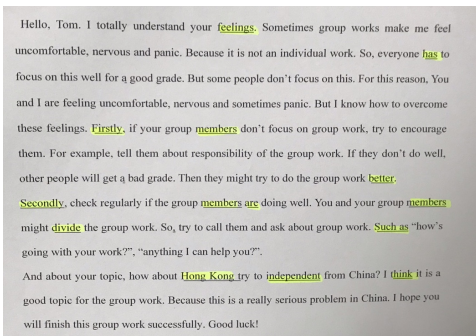 Hello, Tom. I totally understand your feelings. Sometimes group works make me feel
uncomfortable, nervous and panic. Because it is not an individual work. So, everyone has to
focus on this well for a good grade. But some people don't focus on this. For this reason, You
and I are feeling uncomfortable, nervous and sometimes panic. But I know how to overcome
these feelings. Firstly, if your group members don't focus on group work, try to encourage
them. For example, tell them about responsibility of the group work. If they don't do well,
other people will get a bad grade. Then they might try to do the group work better.
Secondly, check regularly if the group members are doing well. You and your group members
might divide the group work. So, try to call them and ask about group work. Such as "how's
going with your work?", "anything I can help you?".
And about your topic, how about Hong Kong try to independent from China? I think it is a
good topic for the group work. Because this is a really serious problem in China. I hope you
will finish this group work successfully. Good luck!